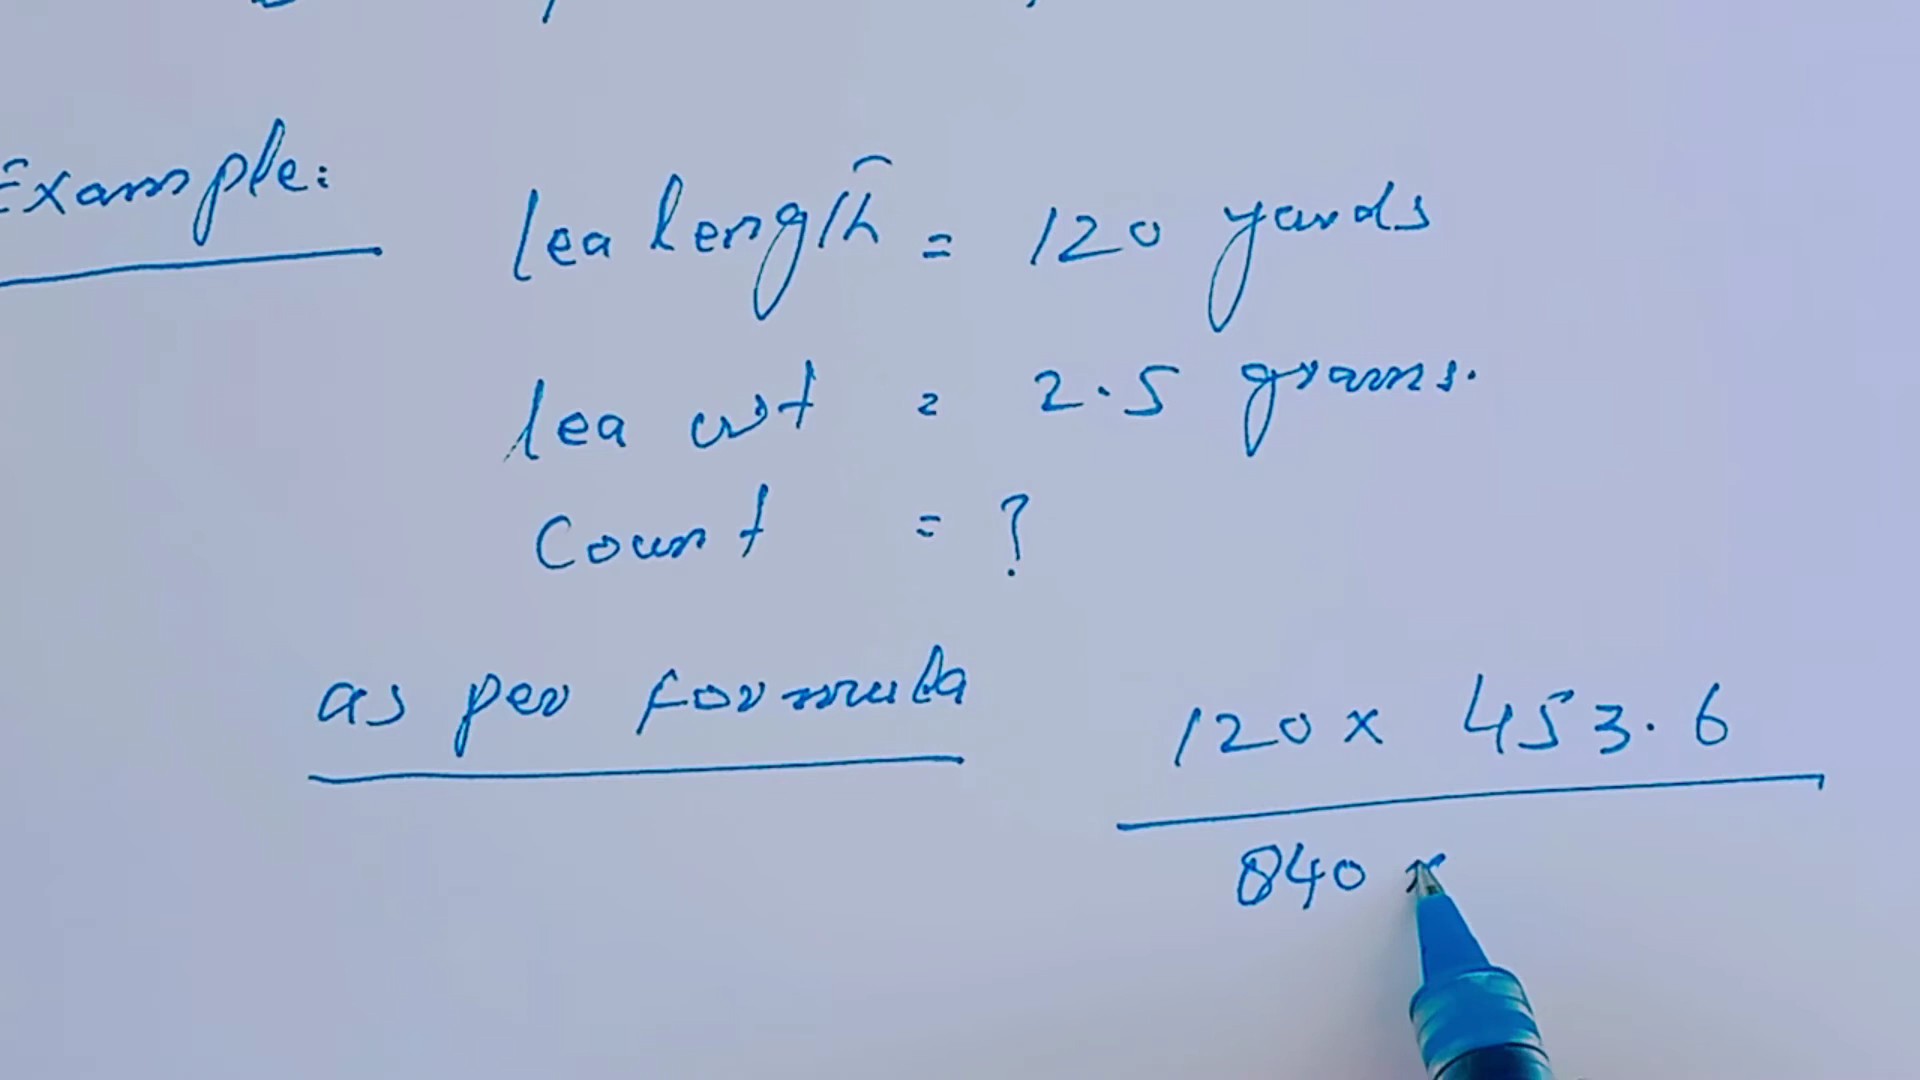 Example:
lea length = 120 yards
lea wt = 2.5 grams.
Count = ?
as per formula
120 x 453.6
840 x